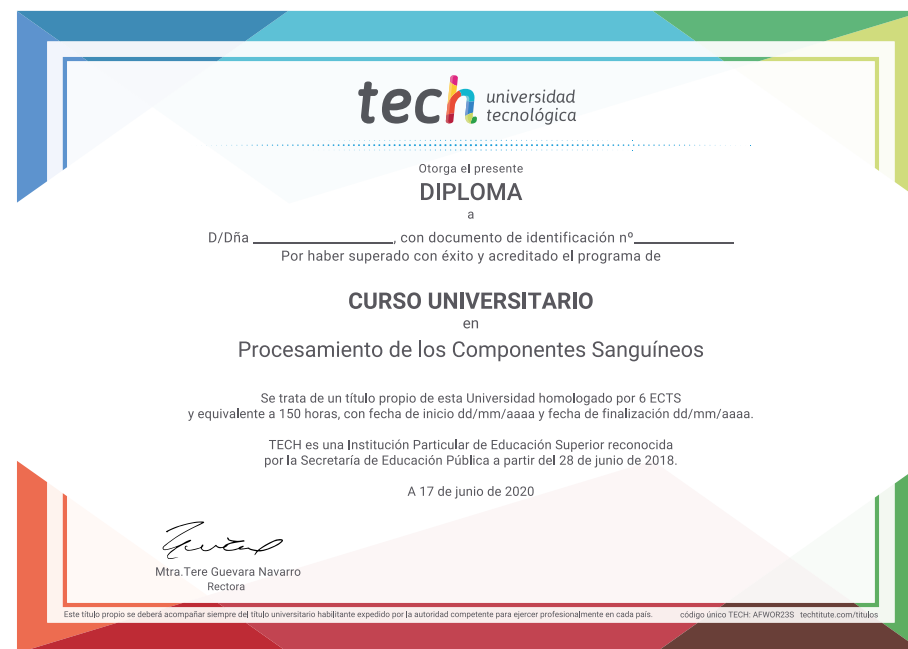 tech universidad
tecnológica
Otorga el presente
DIPLOMA
a
D/Dña ____________________, con documento de identificación nº______________
Por haber superado con éxito y acreditado el programa de
CURSO UNIVERSITARIO
en
Procesamiento de los Componentes Sanguíneos
Se trata de un título propio de esta Universidad homologado por 6 ECTS
y equivalente a 150 horas, con fecha de inicio dd/mm/aaaa y fecha de finalización dd/mm/aaaa.
TECH es una Institución Particular de Educación Superior reconocida
por la Secretaría de Educación Pública a partir del 28 de junio de 2018.
A 17 de junio de 2020
Mtra.Tere Guevara Navarro
Rectora
Este título propio se deberá acompañar siempre del título universitario habilitante expedido por la autoridad competente para ejercer profesionalmente en cada país. código único TECH: AFWOR23S techtitute.com/titulos